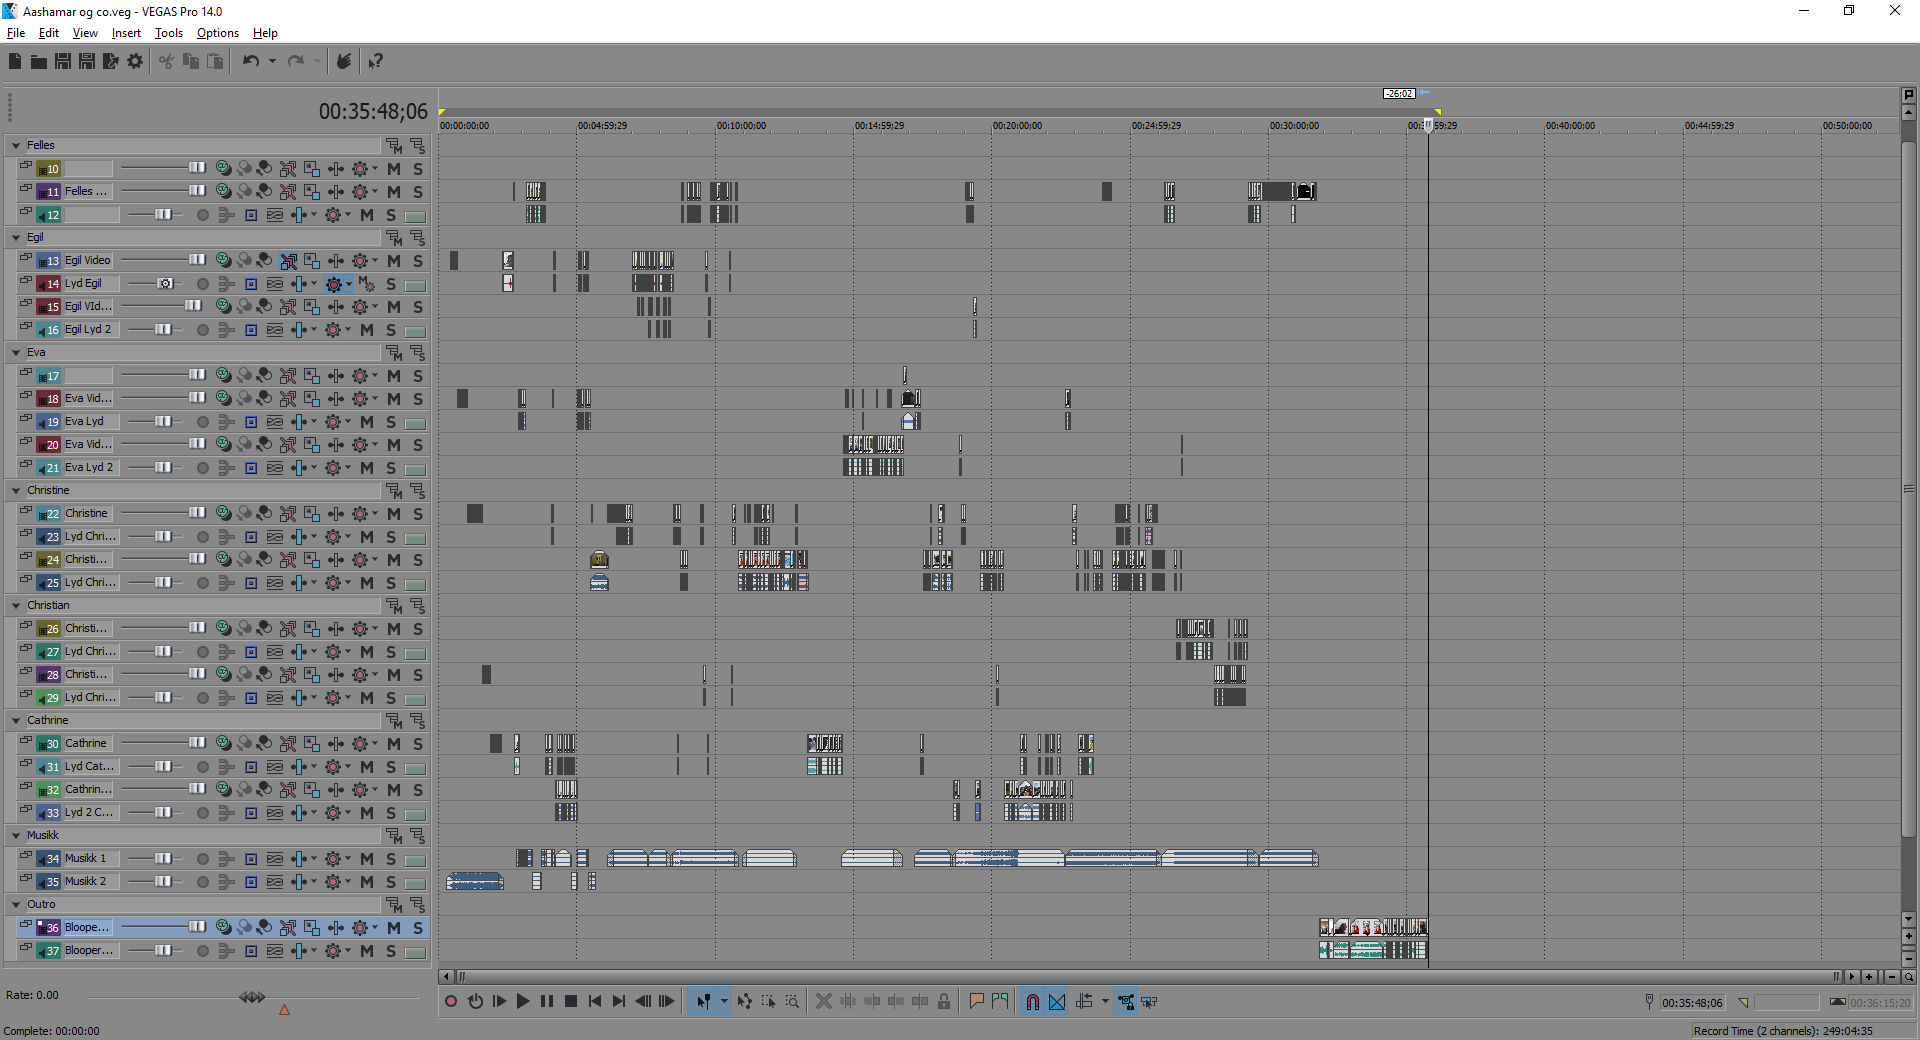 Aashamar og co.veg - VEGAS Pro 14.0
File Edit View Insert Tools Options Help
-26;02
00:35:48;06
00:00:00;00 00:04:59;29 00:10:00;00 00:14:59;29 00:20:00;00 00:24:59;29 00:30:00;00 59;29 00:40:00;00 00:44:59;29 00:50:00;00
Felles M S
10 M S
11 Felles ... M S
12 M S
Egil M S
13 Egil Video M S
14 Lyd Egil M S
15 Egil VId... M S
16 Egil Lyd 2 M S
Eva M S
17 M S
18 Eva Vid... M S
19 Eva Lyd M S
20 Eva Vid... M S
21 Eva Lyd 2 M S
Christine M S
22 Christine M S
23 Lyd Chri... M S
24 Christi... M S
25 Lyd Chri... M S
Christian M S
26 Christi... M S
27 Lyd Chri... M S
28 Christi... M S
29 Lyd Chri... M S
Cathrine M S
30 Cathrine M S
31 Lyd Cat... M S
32 Cathrin... M S
33 Lyd 2 C... M S
Musikk M S
34 Musikk 1 M S
35 Musikk 2 M S
Outro M S
36 Bloope... M S
37 Blooper... M S
Rate: 0.00
00:35:48;06 00:36:15;20
Complete: 00:00:00
Record Time (2 channels): 249:04:35